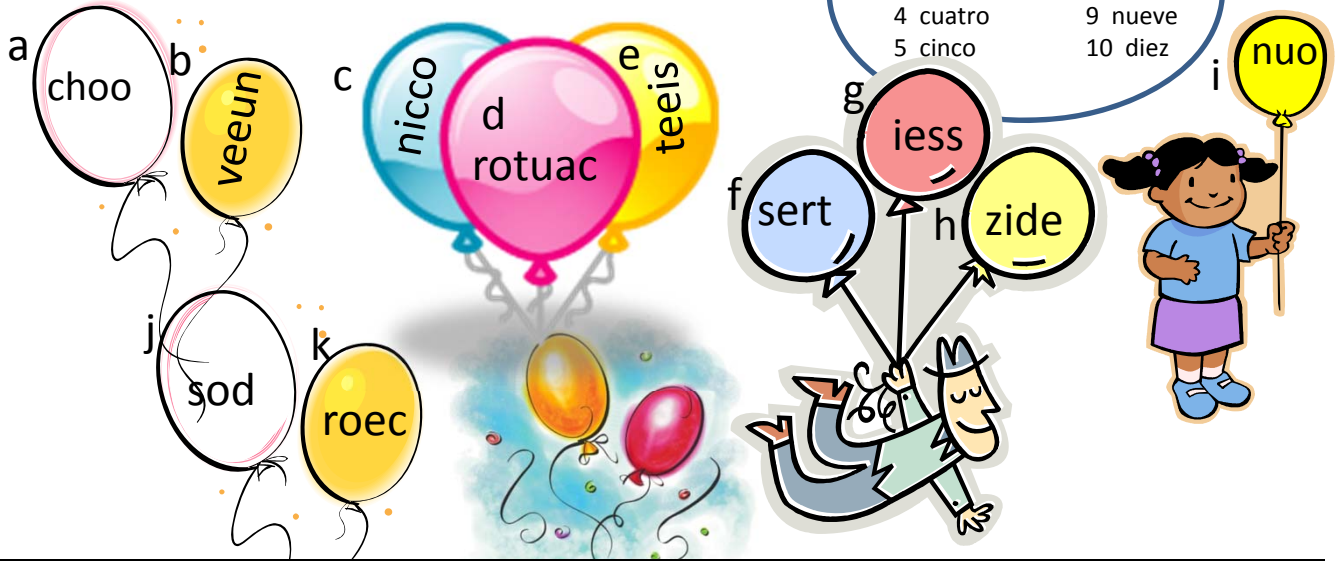 4 cuatro
9 nueve
5 cinco
10 diez
a
choo
b
veeun
c
nicco
d
rotuac
e
teeis
f
sert
g
iess
h
zide
i
nuo
j
sod
k
roec